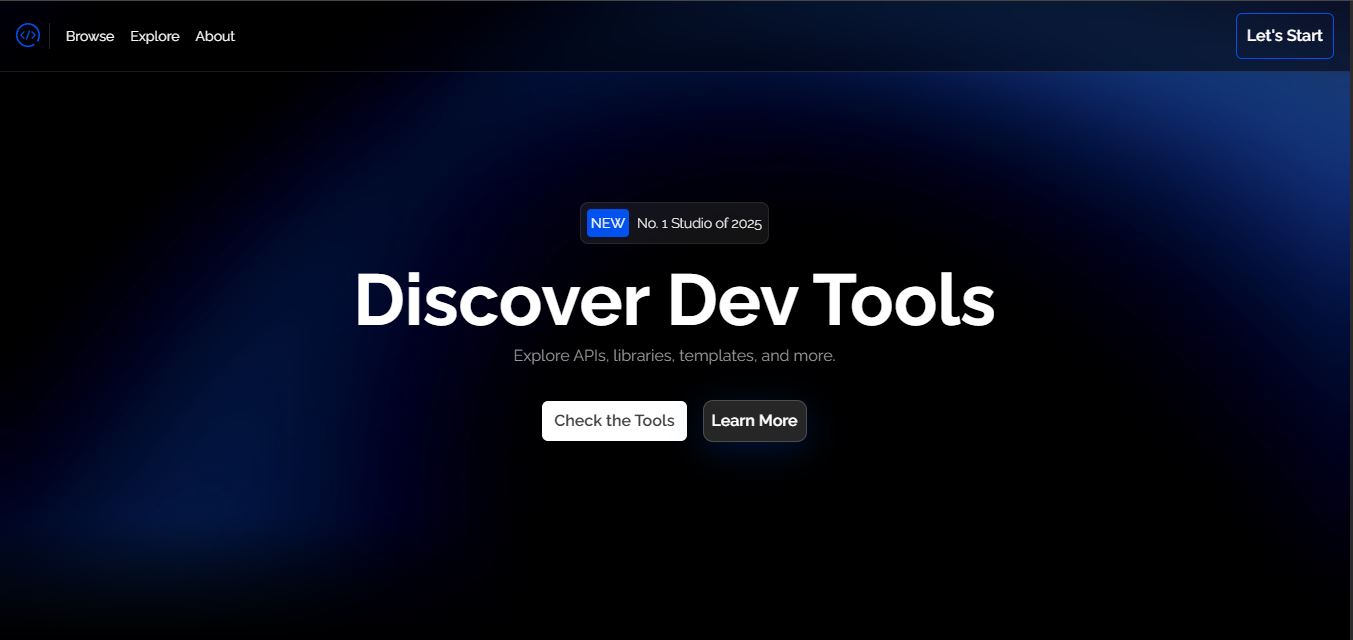 Browse Explore About Let's Start
NEW No. 1 Studio of 2025
Discover Dev Tools
Explore APIs, libraries, templates, and more.
Check the Tools Learn More